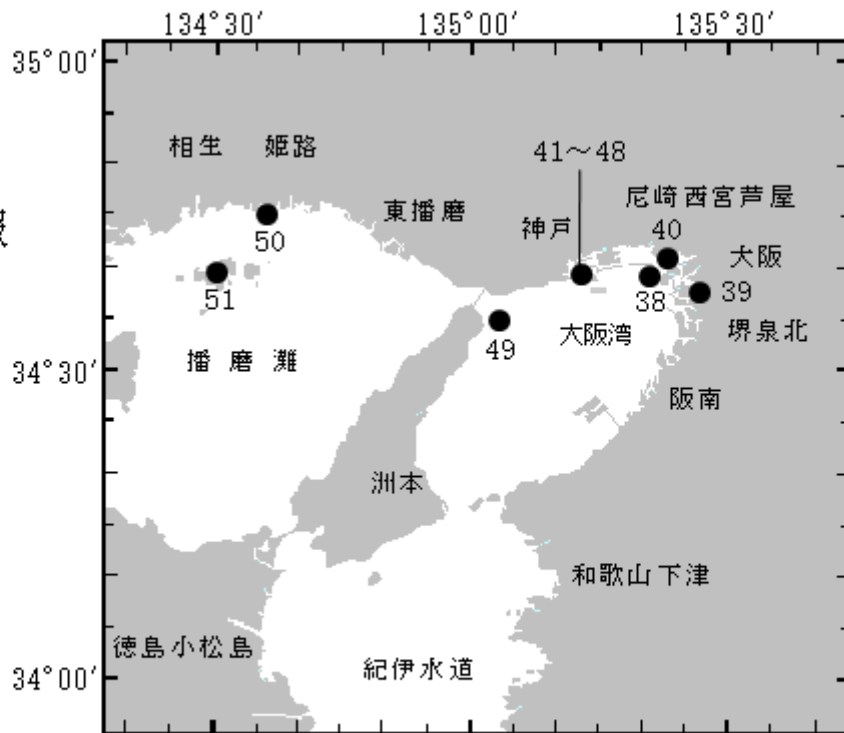 134°30′ 135°00′ 135°30′
35°00′
相生 姫路
41～48
尼崎西宮芦屋
東播磨
神戸
40
大阪
50
39
51
38
堺泉北
大阪湾
49
播磨灘
34°30′
阪南
洲本
和歌山下津
徳島小松島
紀伊水道
34°00′